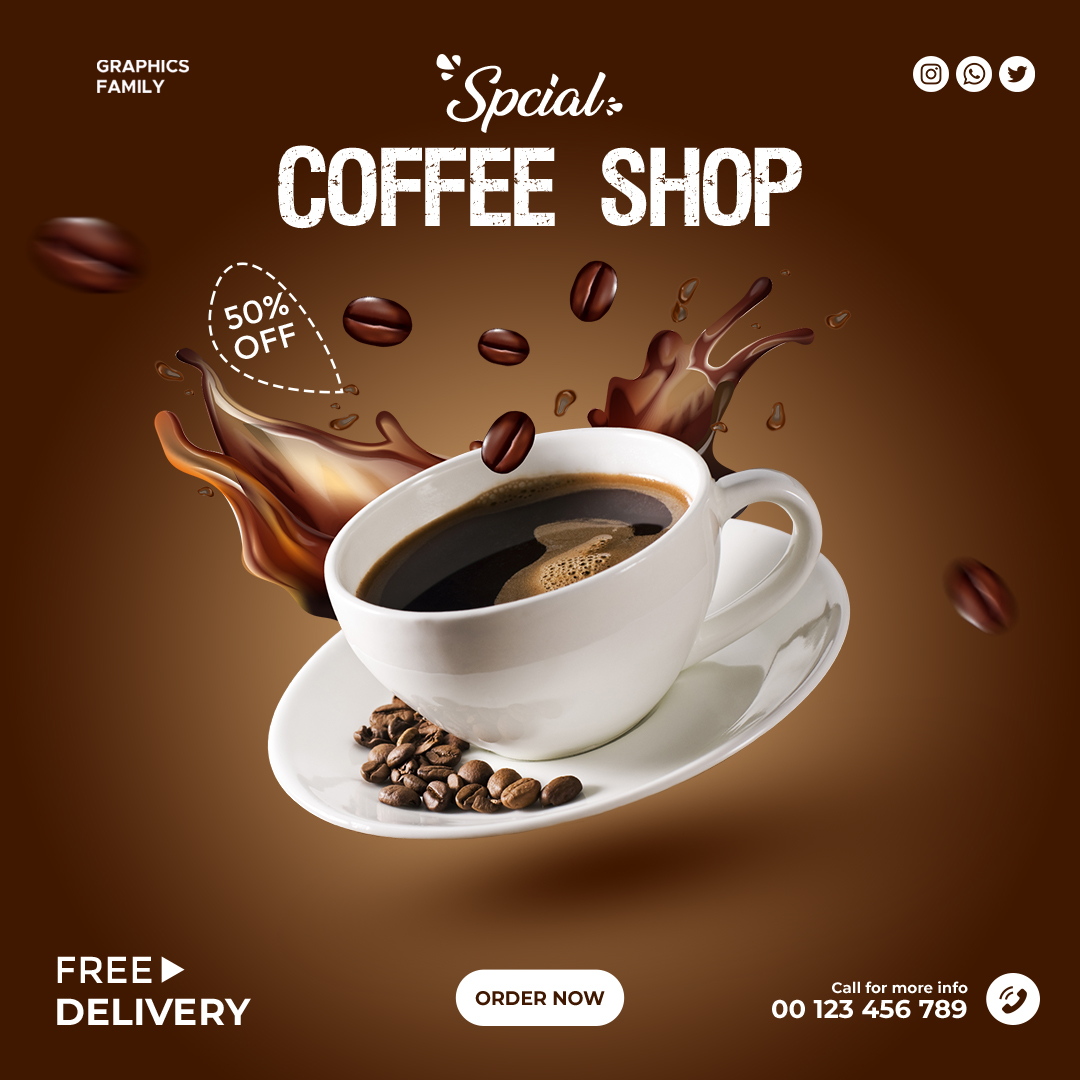 GRAPHICS
FAMILY
Spcial
COFFEE SHOP
50%
OFF
FREE
DELIVERY
ORDER NOW
Call for more info
00 123 456 789